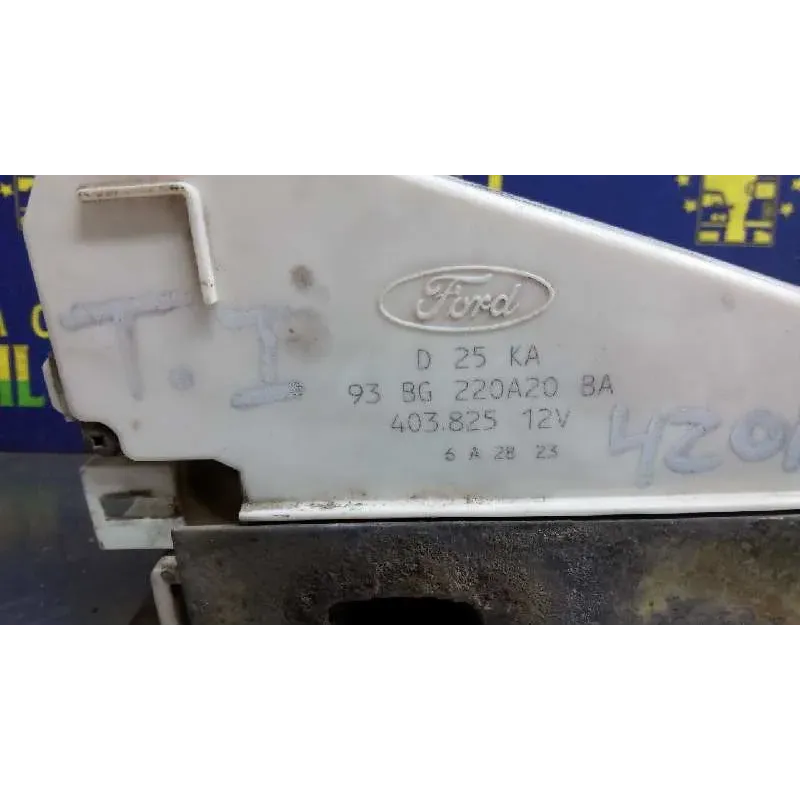 Ford
T.I
D 25 KA
93 BG 220A20 BA
403.825 12V
6 A 28 23